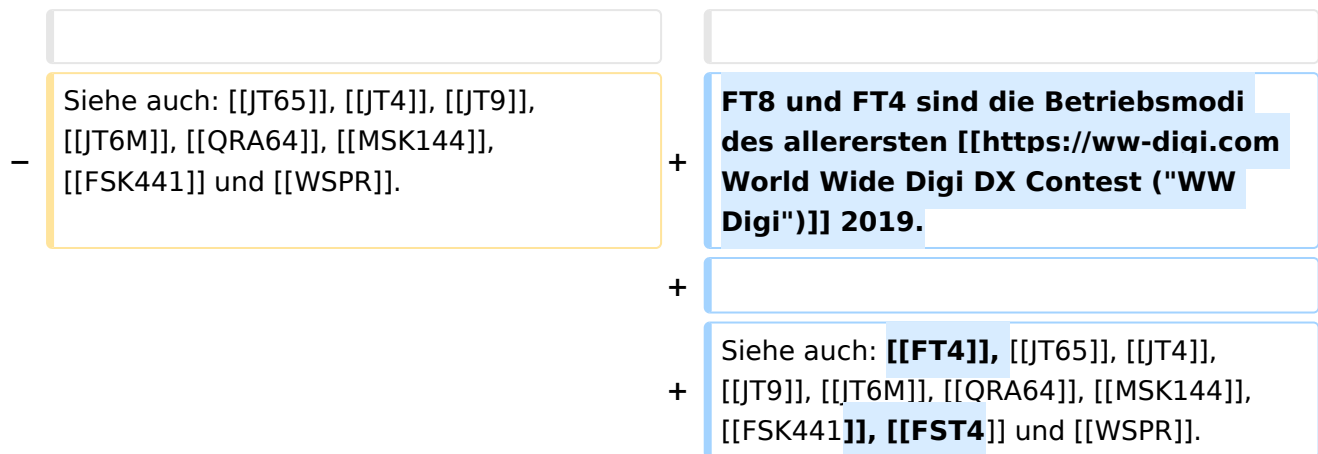 Siehe auch: [[JT65]], [[JT4]], [[JT9]],
[[JT6M]], [[QRA64]], [[MSK144]],
− [[FSK441]] und [[WSPR]].
FT8 und FT4 sind die Betriebsmodi
des allerersten [[https://ww-digi.com
+ World Wide Digi DX Contest ("WW
Digi")]] 2019.
+
Siehe auch: [[FT4]], [[JT65]], [[JT4]],
+ [[JT9]], [[JT6M]], [[QRA64]], [[MSK144]],
[[FSK441]], [[FST4]] und [[WSPR]].